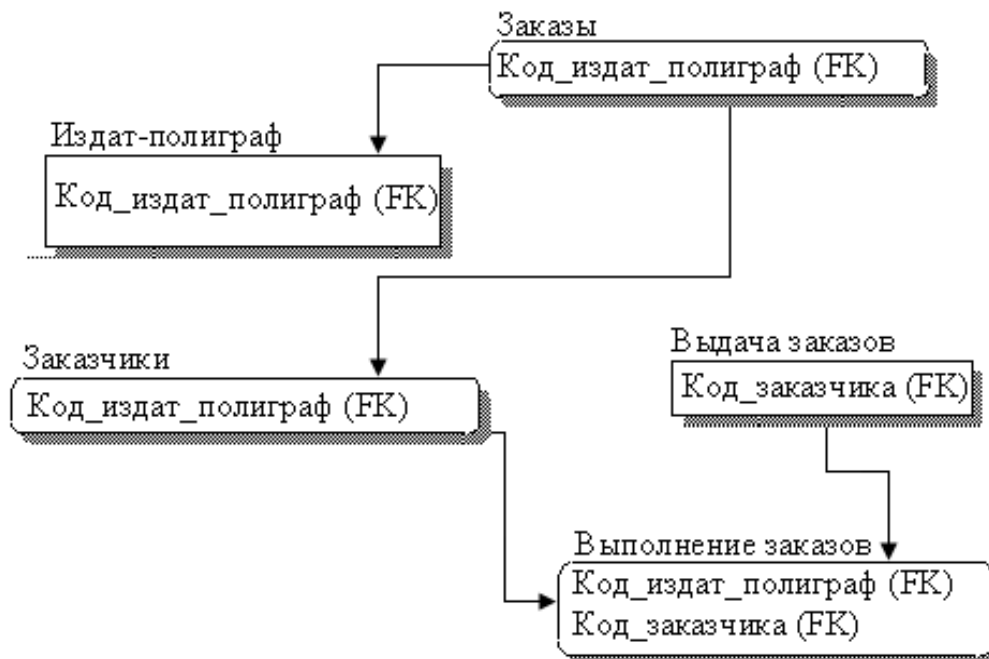 Заказы
Код_издат_полиграф (FK)
Издат-полиграф
Код_издат_полиграф (FK)
Заказчики
Код_издат_полиграф (FK)
Выдача заказов
Код_заказчика (FK)
Выполнение заказов
Код_издат_полиграф (FK)
Код_заказчика (FK)